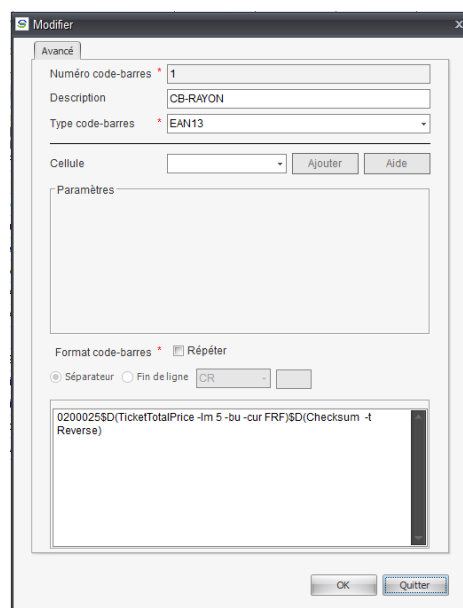 Modifier
Avancé
Numéro code-barres * 1
Description CB-RAYON
Type code-barres * EAN13
Cellule Ajouter Aide
Paramètres
Format code-barres * Répéter
Séparateur Fin de ligne CR
0200025$D(TicketTotalPrice -lm 5 -bu -cur FRF)$D(Checksum -t
Reverse)
OK Quitter